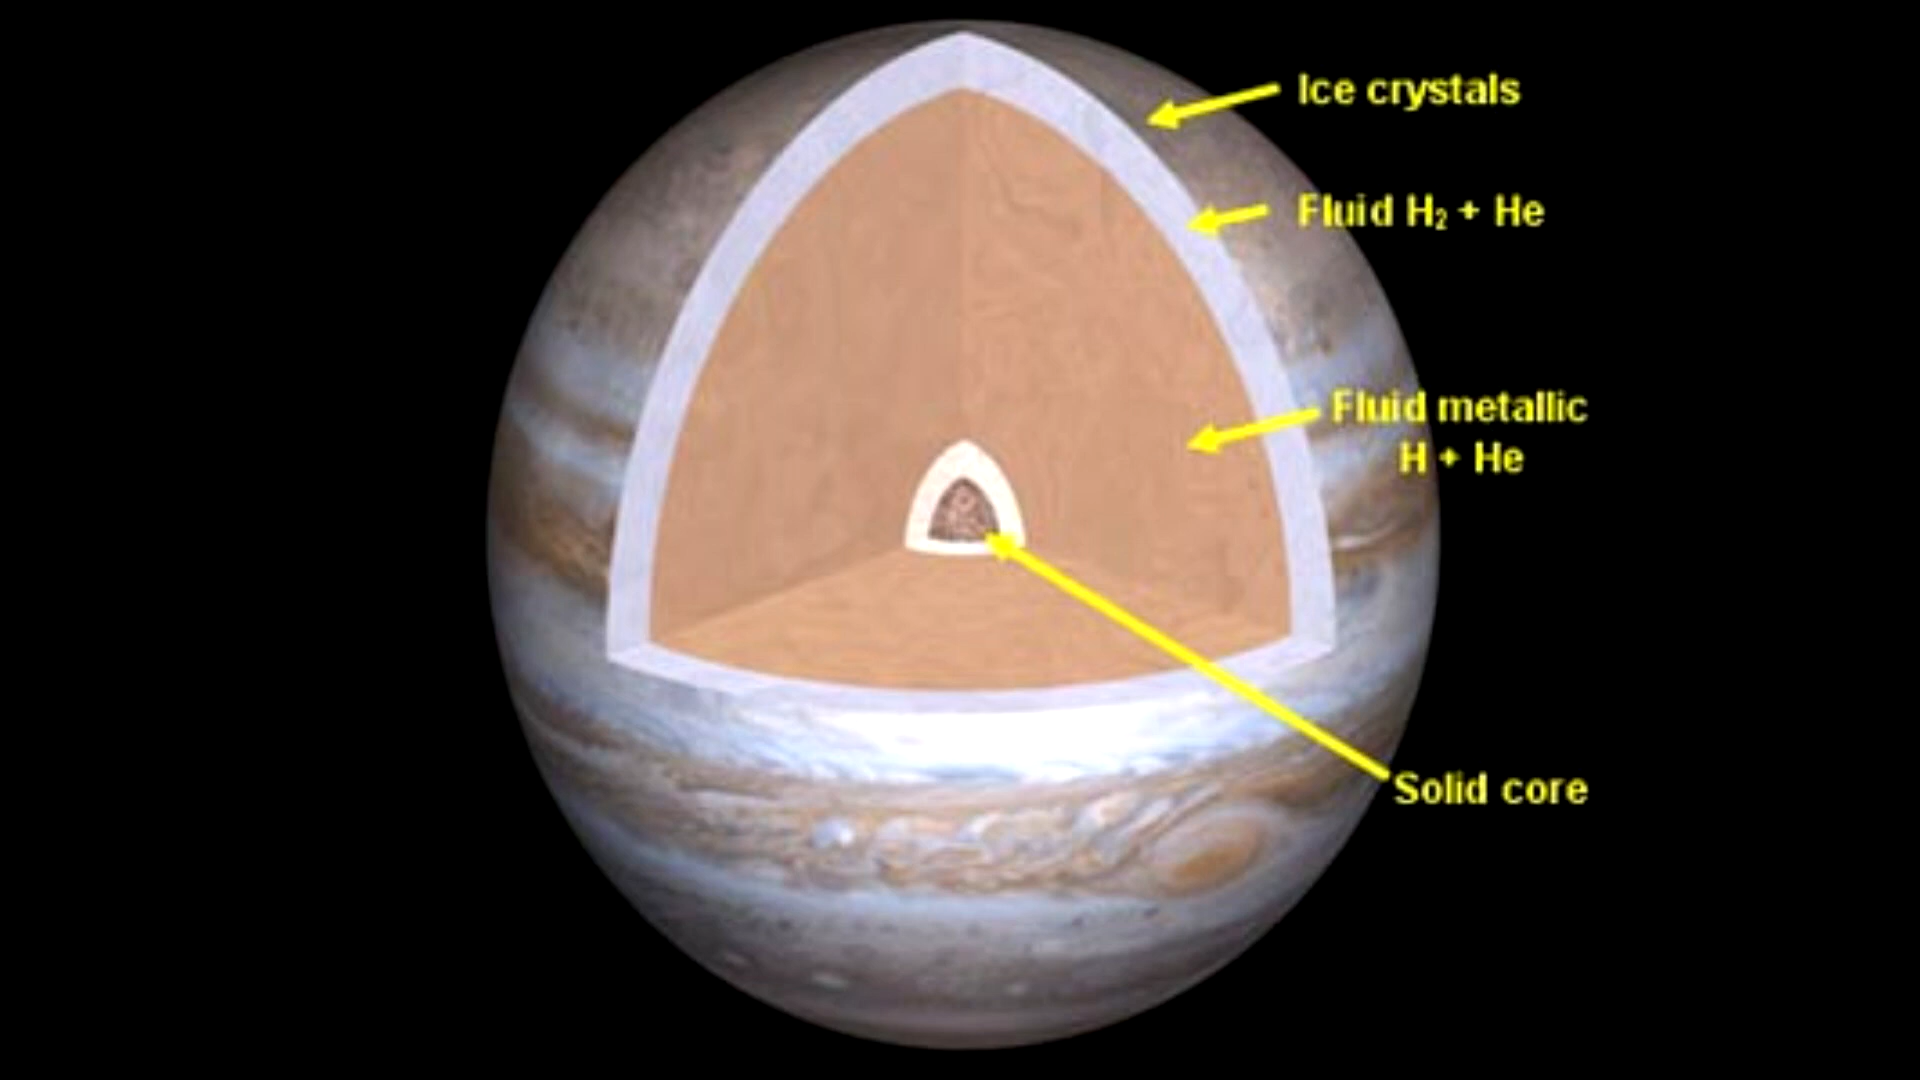 Ice crystals
Fluid H₂ + He
Fluid metallic
H + He
Solid core